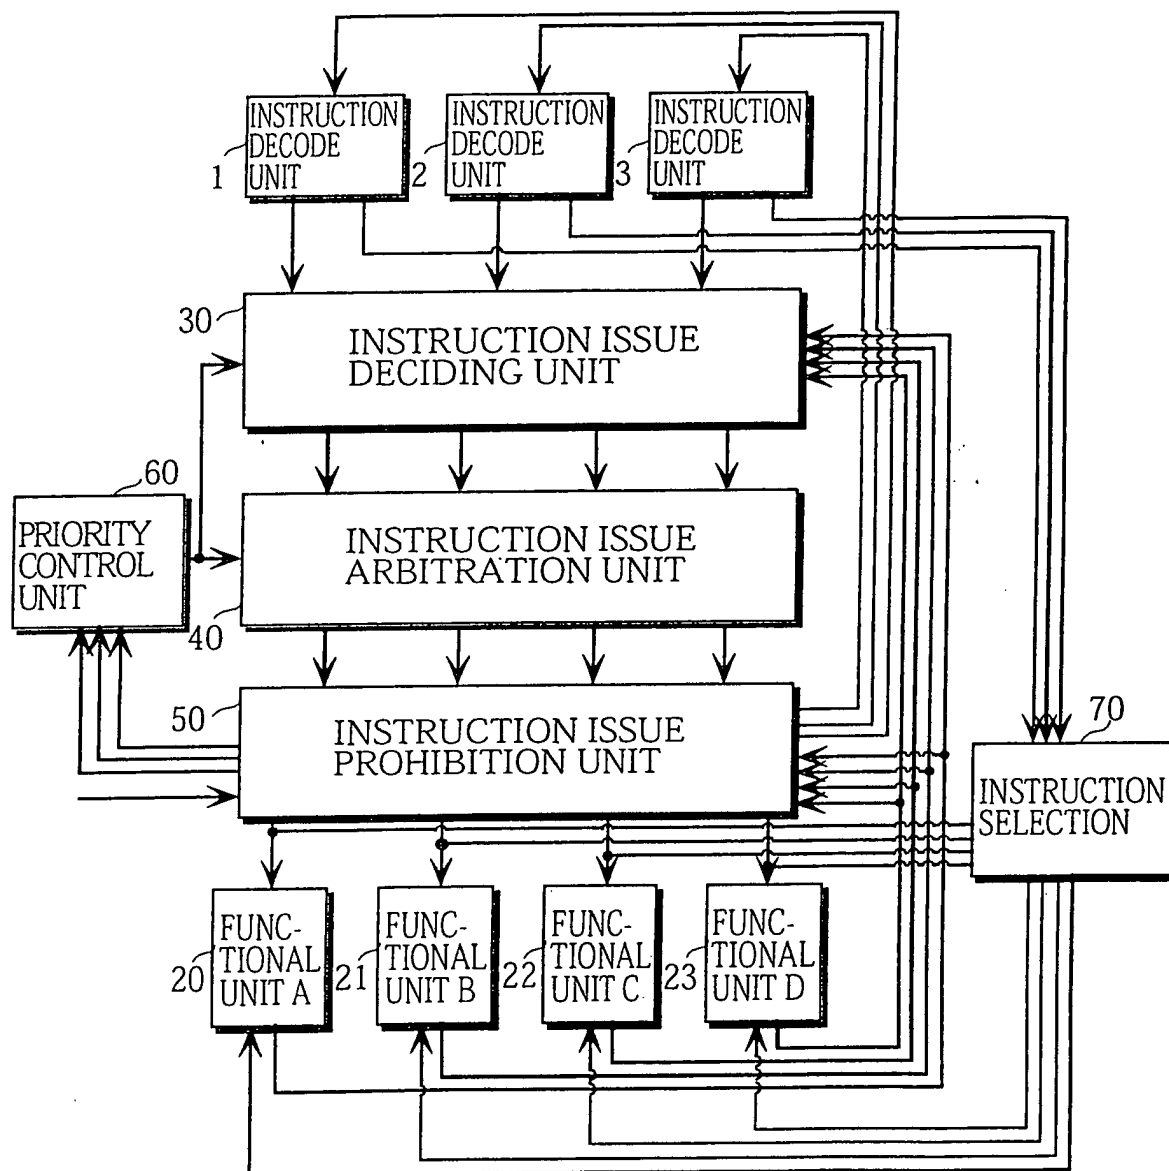 INSTRUCTION
DECODE
UNIT
1
INSTRUCTION
DECODE
UNIT
2
INSTRUCTION
DECODE
UNIT
3
30
INSTRUCTION ISSUE
DECIDING UNIT
60
PRIORITY
CONTROL
UNIT
INSTRUCTION ISSUE
ARBITRATION UNIT
40
50
INSTRUCTION ISSUE
PROHIBITION UNIT
70
INSTRUCTION
SELECTION
20
FUNC-
TIONAL
UNIT A
21
FUNC-
TIONAL
UNIT B
22
FUNC-
TIONAL
UNIT C
23
FUNC-
TIONAL
UNIT D